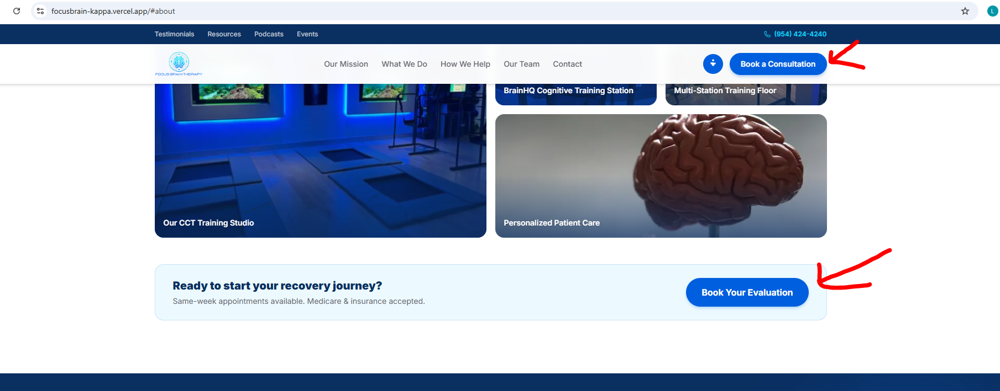 focusbrain-kappa.vercel.app/#about
L
Testimonials Resources Podcasts Events (954) 424-4240
FOCUS BRAIN THERAPY
Our Mission What We Do How We Help Our Team Contact Book a Consultation
BrainHQ Cognitive Training Station Multi-Station Training Floor
Our CCT Training Studio Personalized Patient Care
Ready to start your recovery journey?
Same-week appointments available. Medicare & insurance accepted.
Book Your Evaluation